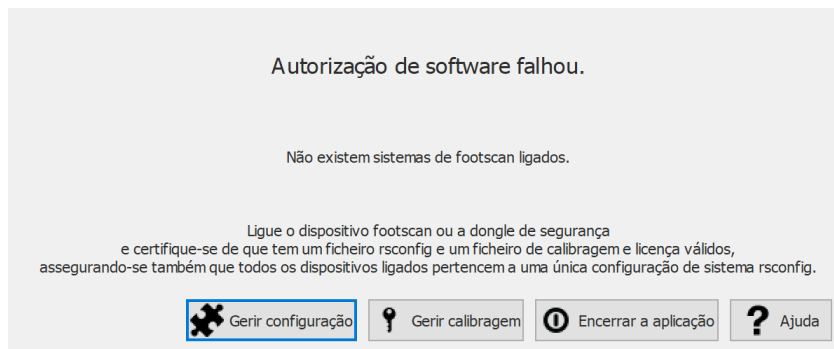 Autorização de software falhou.
Não existem sistemas de footscan ligados.
Ligue o dispositivo footscan ou a dongle de segurança
e certifique-se de que tem um ficheiro rsconfig e um ficheiro de calibragem e licença válidos,
assegurando-se também que todos os dispositivos ligados pertencem a uma única configuração de sistema rsconfig.
Gerir configuração
Gerir calibragem
Encerrar a aplicação
Ajuda